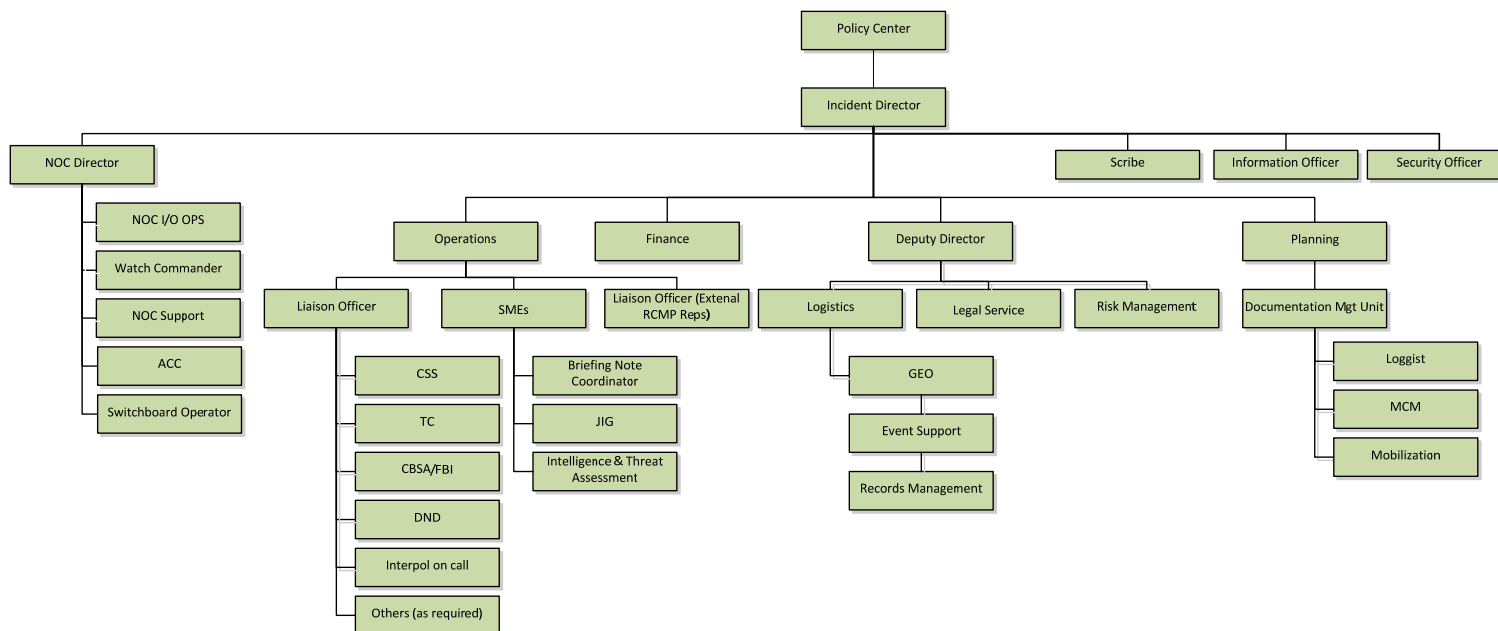 Policy Center
Incident Director
NOC Director
Scribe
Information Officer
Security Officer
NOC I/O OPS
Watch Commander
NOC Support
ACC
Switchboard Operator
Operations
Finance
Deputy Director
Planning
Liaison Officer
SMEs
Liaison Officer (Extenal
RCMP Reps)
Logistics
Legal Service
Risk Management
Documentation Mgt Unit
CSS
TC
CBSA/FBI
DND
Interpol on call
Others (as required)
Briefing Note
Coordinator
JIG
Intelligence & Threat
Assessment
GEO
Event Support
Records Management
Loggist
MCM
Mobilization